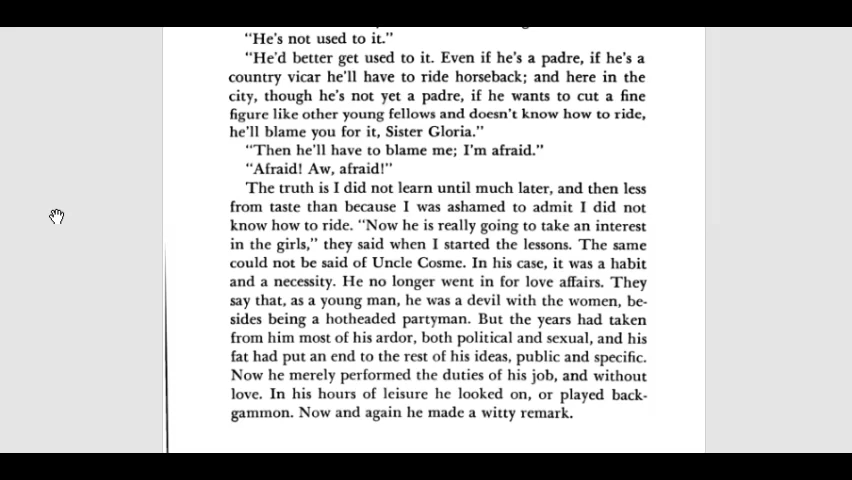 "He's not used to it."
"He'd better get used to it. Even if he's a padre, if he's a
country vicar he'll have to ride horseback; and here in the
city, though he's not yet a padre, if he wants to cut a fine
figure like other young fellows and doesn't know how to ride,
he'll blame you for it, Sister Gloria."
"Then he'll have to blame me; I'm afraid."
"Afraid! Aw, afraid!"
The truth is I did not learn until much later, and then less
from taste than because I was ashamed to admit I did not
know how to ride. "Now he is really going to take an interest
in the girls," they said when I started the lessons. The same
could not be said of Uncle Cosme. In his case, it was a habit
and a necessity. He no longer went in for love affairs. They
say that, as a young man, he was a devil with the women, be-
sides being a hotheaded partyman. But the years had taken
from him most of his ardor, both political and sexual, and his
fat had put an end to the rest of his ideas, public and specific.
Now he merely performed the duties of his job, and without
love. In his hours of leisure he looked on, or played back-
gammon. Now and again he made a witty remark.